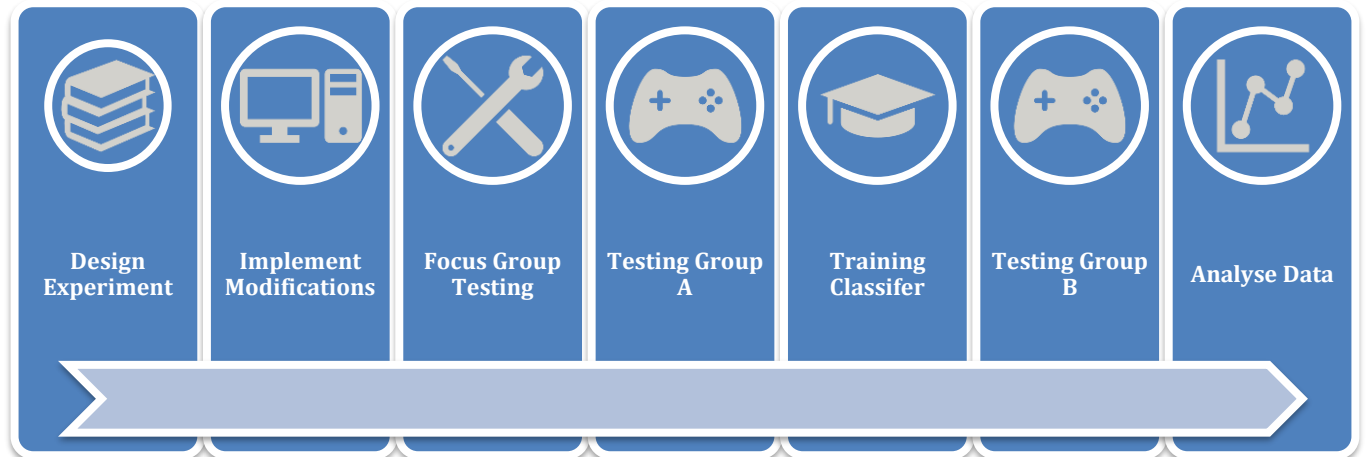 Design
Experiment
Implement
Modifications
Focus Group
Testing
Testing Group
A
Training
Classifer
Testing Group
B
Analyse Data